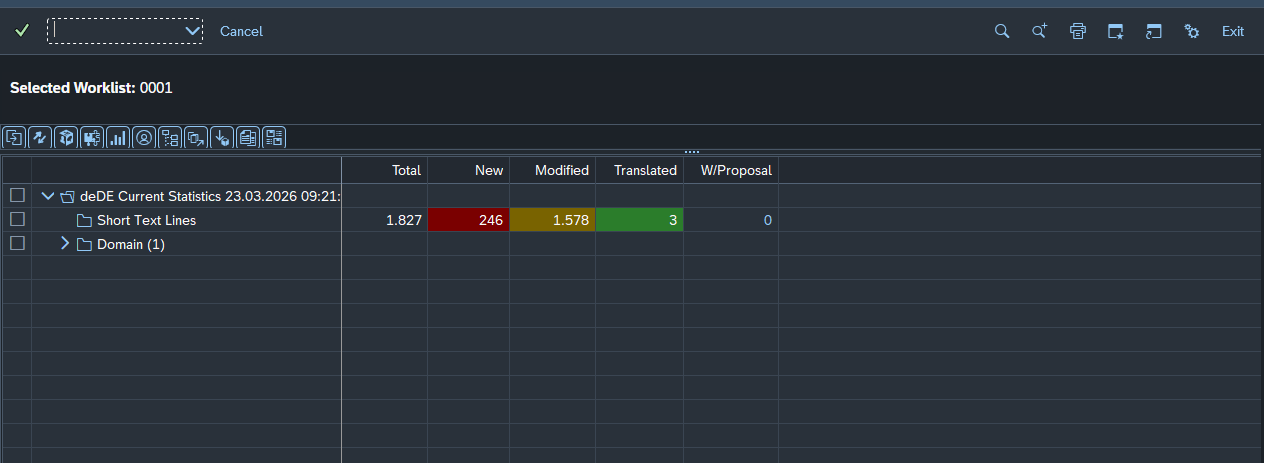 Cancel
Exit
Selected Worklist: 0001
Total New Modified Translated W/Proposal
deDE Current Statistics 23.03.2026 09:21:
Short Text Lines 1.827 246 1.578 3 0
Domain (1)